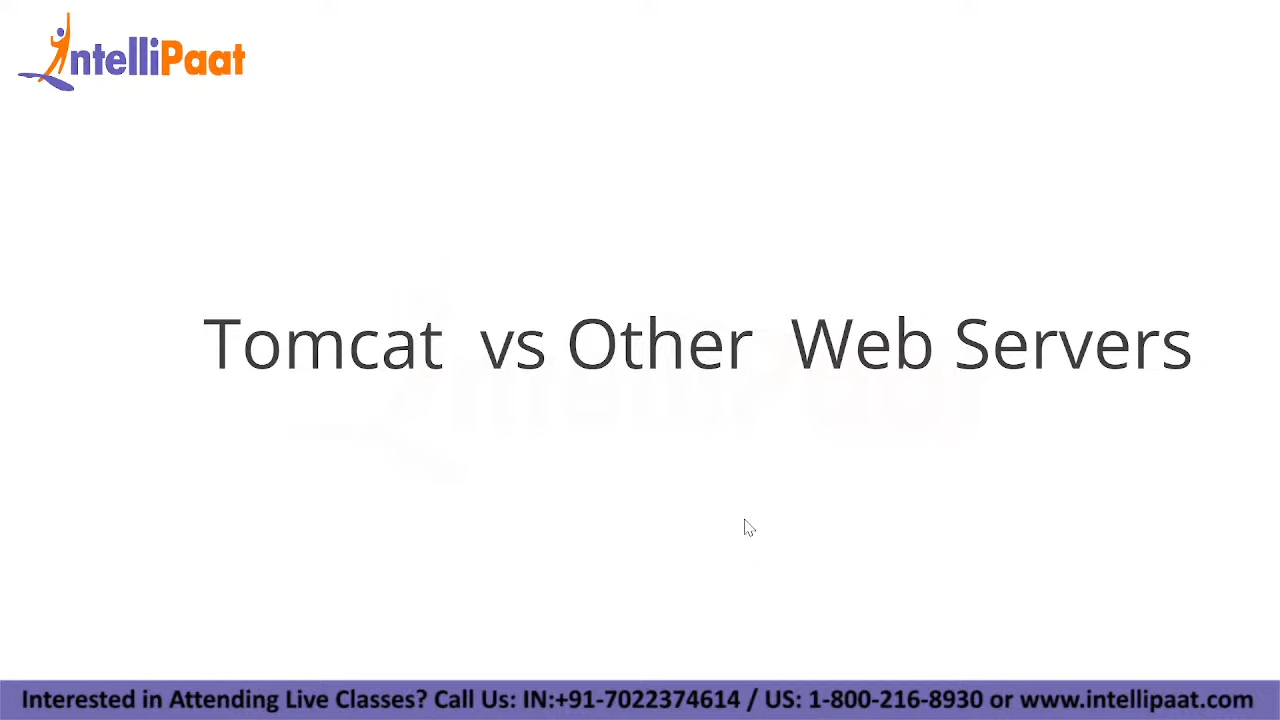 IntelliPaat
Tomcat vs Other Web Servers
Interested in Attending Live Classes? Call Us: IN:+91-7022374614 / US: 1-800-216-8930 or www.intellipaat.com